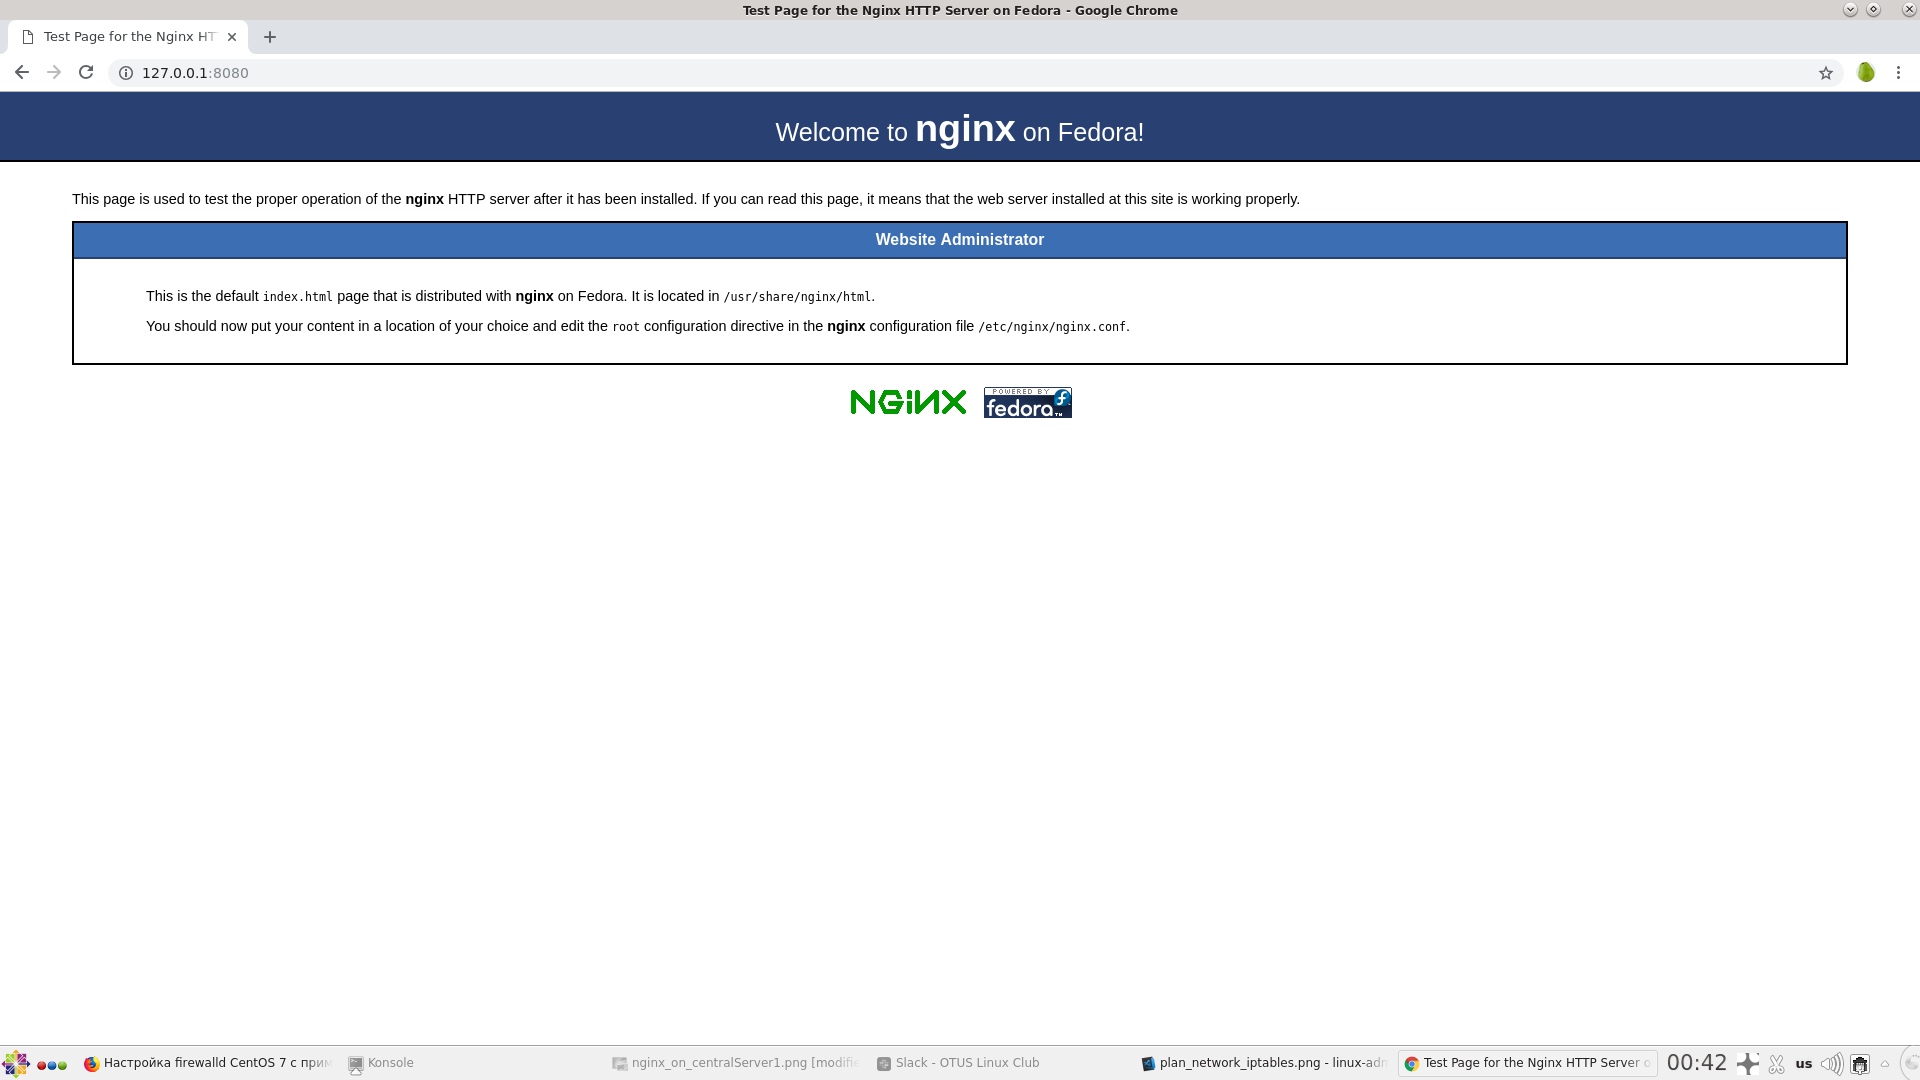 Test Page for the Nginx HTTP Server on Fedora - Google Chrome
Test Page for the Nginx HT
127.0.0.1:8080
Welcome to nginx on Fedora!
This page is used to test the proper operation of the nginx HTTP server after it has been installed. If you can read this page, it means that the web server installed at this site is working properly.
Website Administrator
This is the default index.html page that is distributed with nginx on Fedora. It is located in /usr/share/nginx/html.
You should now put your content in a location of your choice and edit the root configuration directive in the nginx configuration file /etc/nginx/nginx.conf.
NGINX
POWERED BY
fedora™
Настройка firewalld CentOS 7 с прим
Konsole
nginx_on_centralServer1.png [modifie
Slack - OTUS Linux Club
plan_network_iptables.png - linux-adn
Test Page for the Nginx HTTP Server o
00:42
us